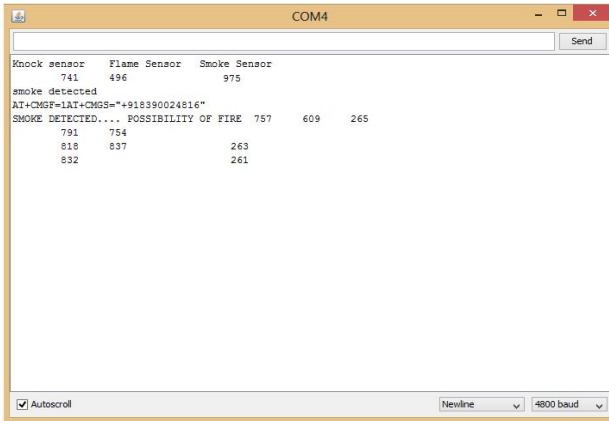 COM4
Send
Knock sensor Flame Sensor Smoke Sensor
741 496 975
smoke detected
AT+CMGF=1AT+CMGS="+918390024816"
SMOKE DETECTED.... POSSIBILITY OF FIRE 757 609 265
791 754
818 837 263
832 261
Autoscroll
Newline
4800 baud